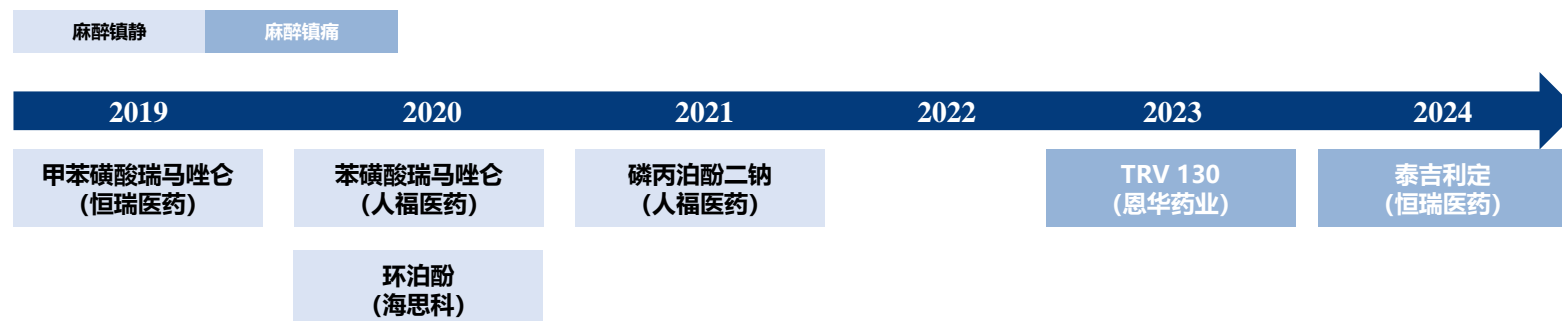 麻醉镇静 麻醉镇痛
2019 2020 2021 2022 2023 2024
甲苯磺酸瑞马唑仑 苯磺酸瑞马唑仑 磷丙泊酚二钠 TRV 130 泰吉利定
(恒瑞医药) (人福医药) (人福医药) (恩华药业) (恒瑞医药)
环泊酚
(海思科)